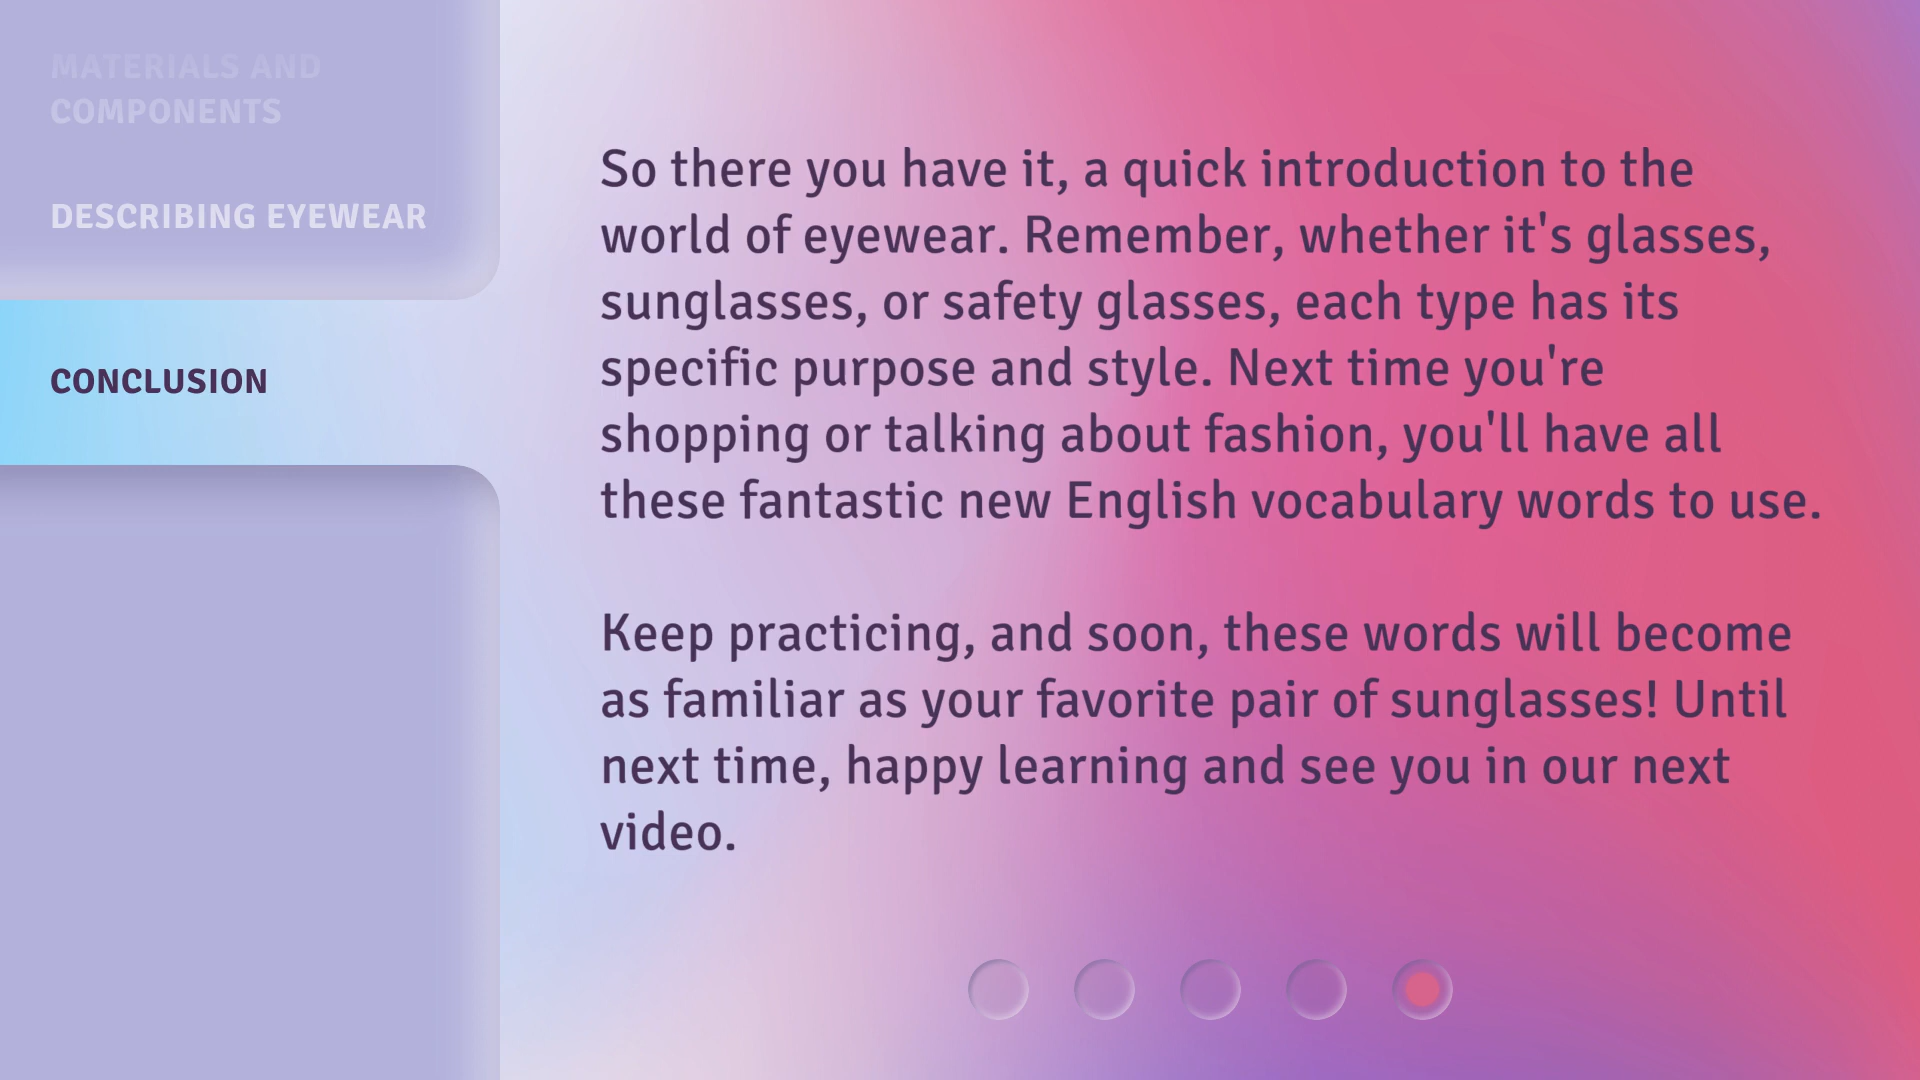 MATERIALS AND
COMPONENTS
DESCRIBING EYEWEAR
CONCLUSION
So there you have it, a quick introduction to the
world of eyewear. Remember, whether it's glasses,
sunglasses, or safety glasses, each type has its
specific purpose and style. Next time you're
shopping or talking about fashion, you'll have all
these fantastic new English vocabulary words to use.
Keep practicing, and soon, these words will become
as familiar as your favorite pair of sunglasses! Until
next time, happy learning and see you in our next
video.